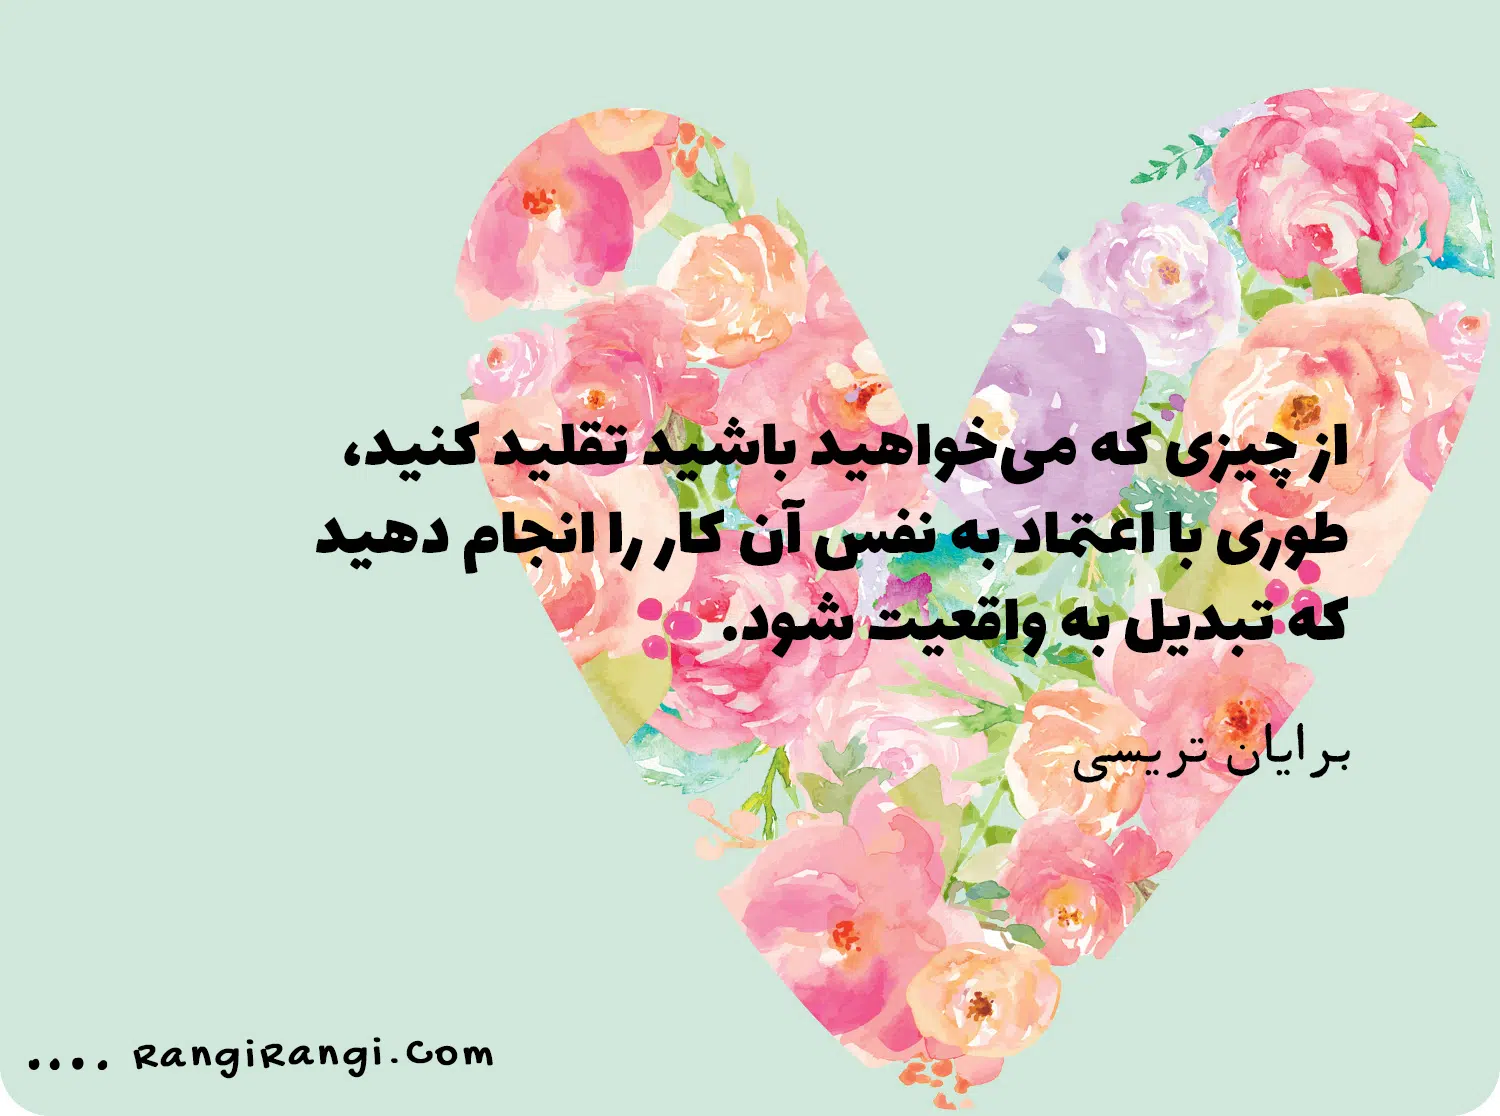 از چیزی که می‌خواهید باشید تقلید کنید،
طوری با اعتماد به نفس آن کار را انجام دهید
که تبدیل به واقعیت شود.
برایان تریسی
.... RangiRangi.com